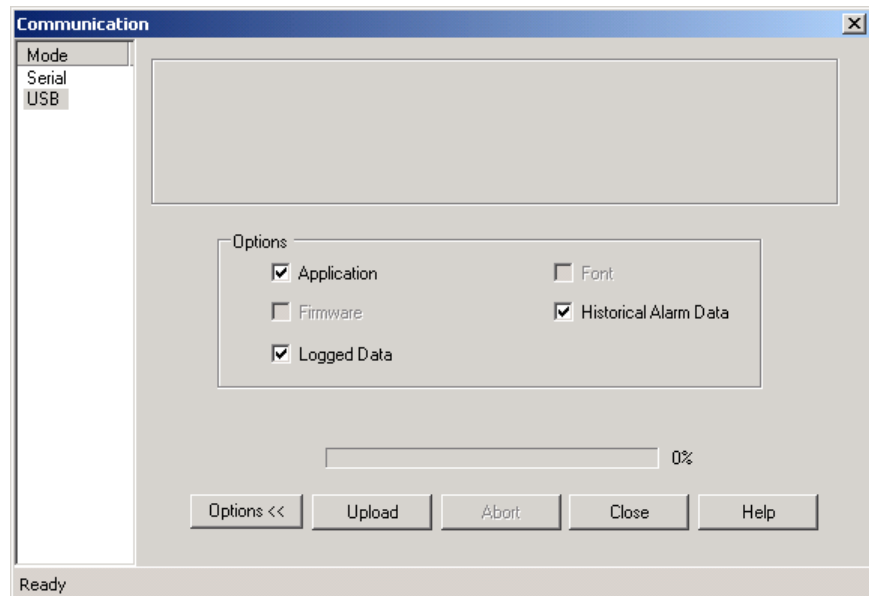 Communication
Mode
Serial
USB
Options
Application
Font
Firmware
Historical Alarm Data
Logged Data
0%
Options <<
Upload
Abort
Close
Help
Ready